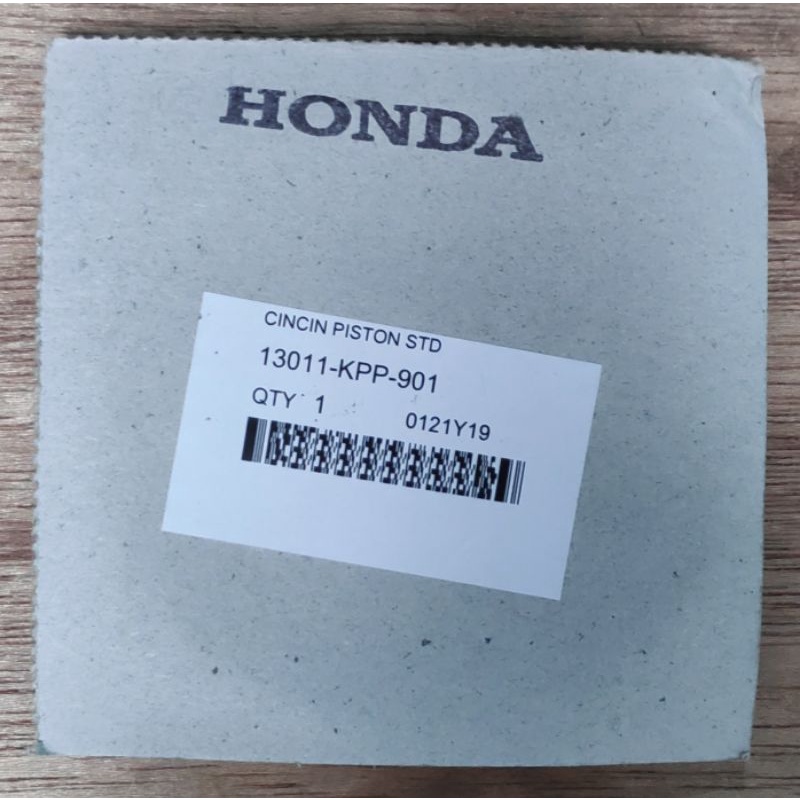 HONDA
CINCIN PISTON STD
13011-KPP-901
QTY 1 0121Y19